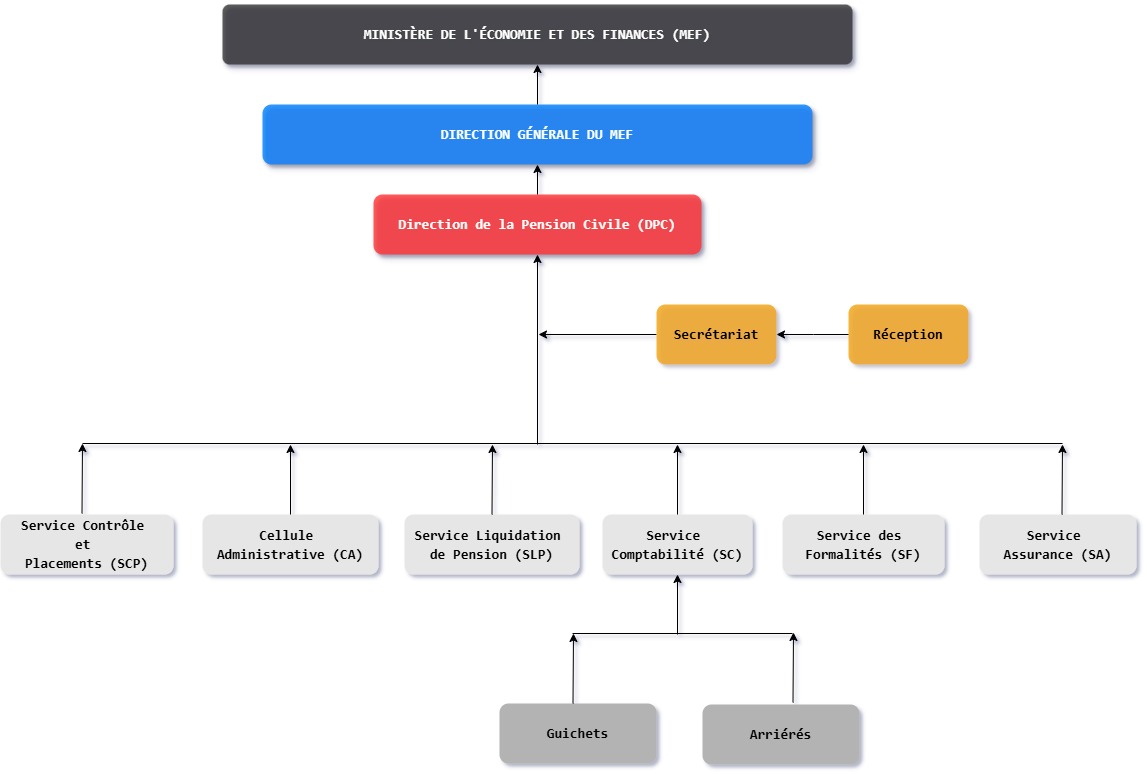 MINISTÈRE DE L'ÉCONOMIE ET DES FINANCES (MEF)
DIRECTION GÉNÉRALE DU MEF
Direction de la Pension Civile (DPC)
Secrétariat
Réception
Service Contrôle
et
Placements (SCP)
Cellule
Administrative (CA)
Service Liquidation
de Pension (SLP)
Service
Comptabilité (SC)
Service des
Formalités (SF)
Service
Assurance (SA)
Guichets
Arriérés